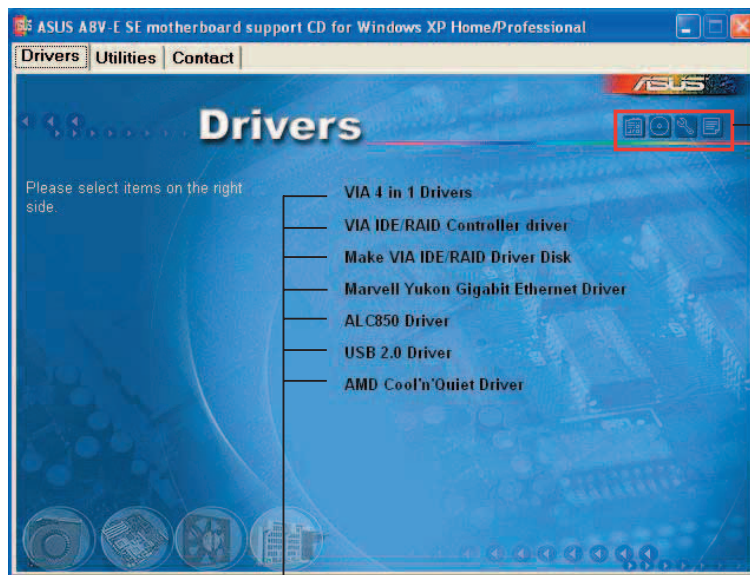 ASUS A8V-E SE motherboard support CD for Windows XP Home/Professional
Drivers Utilities Contact
ASUS
Drivers
Please select items on the right
side.
VIA 4 in 1 Drivers
VIA IDE/RAID Controller driver
Make VIA IDE/RAID Driver Disk
Marvell Yukon Gigabit Ethernet Driver
ALC850 Driver
USB 2.0 Driver
AMD Cool'n'Quiet Driver